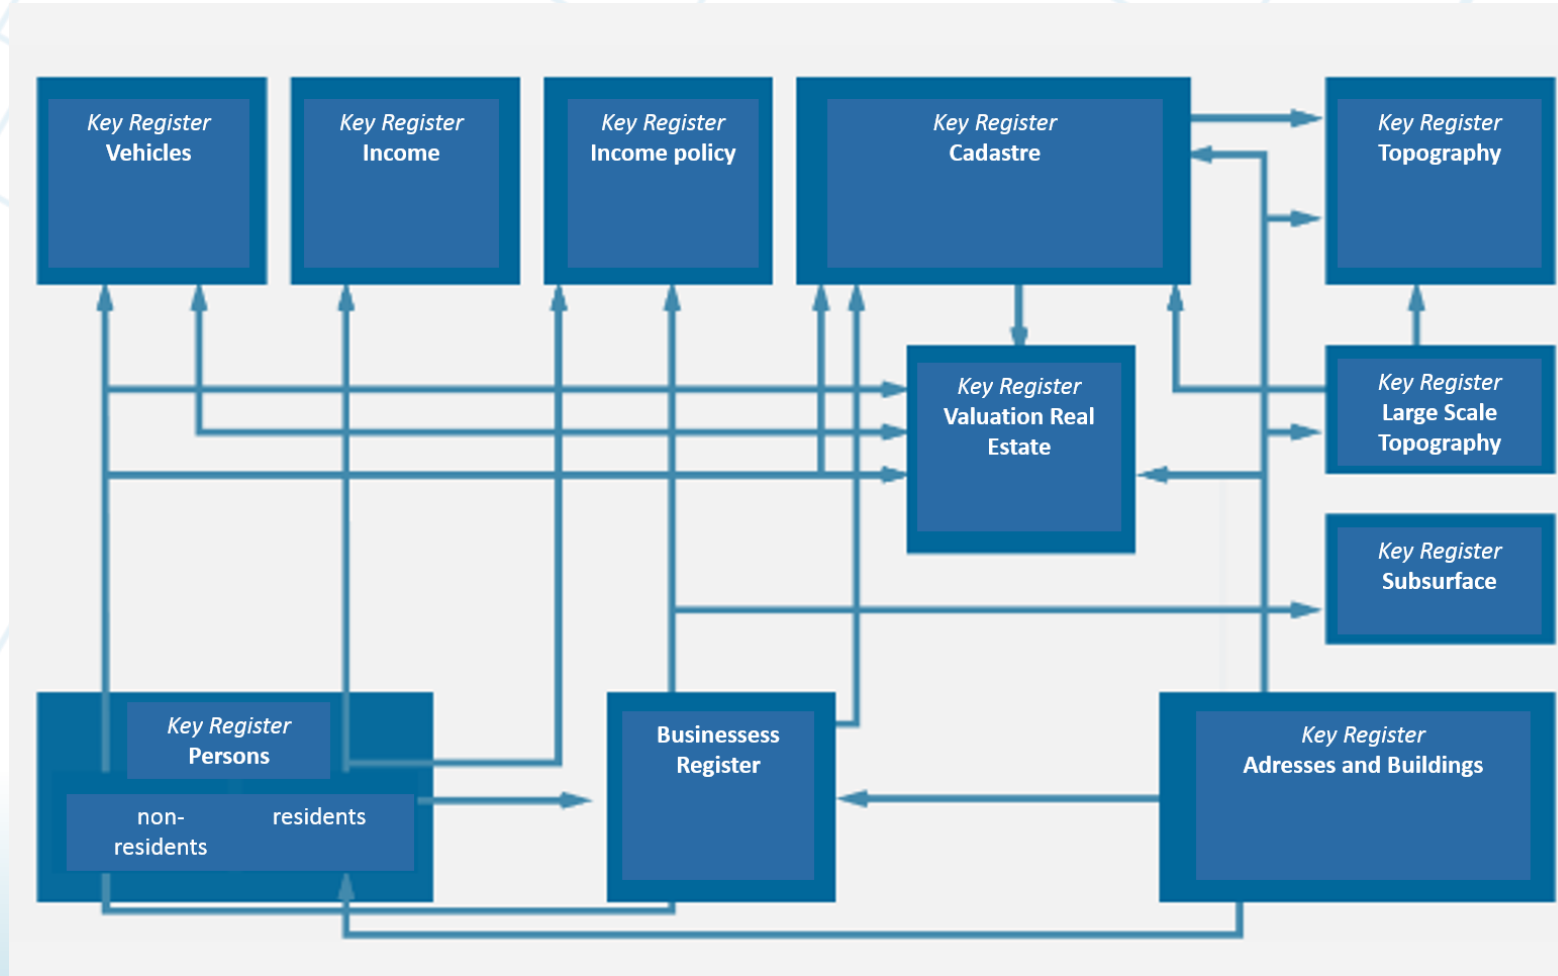 Key Register
Vehicles
Key Register
Income
Key Register
Income policy
Key Register
Cadastre
Key Register
Topography
Key Register
Valuation Real
Estate
Key Register
Large Scale
Topography
Key Register
Subsurface
Key Register
Persons
non-
residents
residents
Businessess
Register
Key Register
Adresses and Buildings